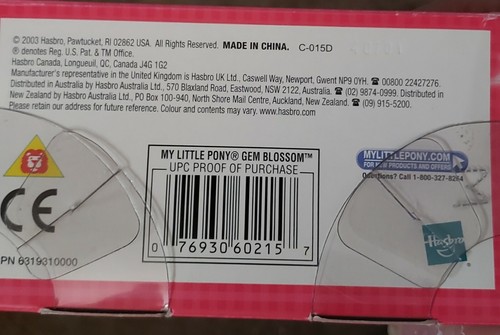 © 2003 Hasbro, Pawtucket, RI 02862 USA. All Rights Reserved. MADE IN CHINA. C-015D
® denotes Reg. U.S. Pat. & TM Office.
Hasbro Canada, Longueuil, QC, Canada J4G 1G2
Manufacturer's representative in the United Kingdom is Hasbro UK Ltd., Caswell Way, Newport, Gwent NP9 0YH. ☎ 00800 22427276.
Distributed in Australia by Hasbro Australia Ltd., 570 Blaxland Road, Eastwood, NSW 2122, Australia. ☎ (02) 9874-0999. Distributed in
New Zealand by Hasbro Australia Ltd., PO Box 100-940, North Shore Mail Centre, Auckland, New Zealand. ☎ (09) 915-5200.
Please retain our address for future reference. Colour and contents may vary. www.hasbro.com
MY LITTLE PONY® GEM BLOSSOM™
UPC PROOF OF PURCHASE
0 76930 60215 7
MYLITTLEPONY.COM
FOR NEW PRODUCTS AND OFFERS
Questions? Call 1-800-327-8264
CE
Hasbro
PN 6319310000